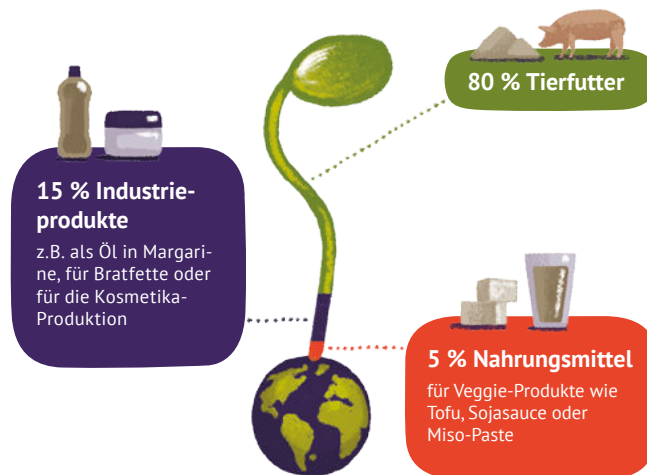 80 % Tierfutter
15 % Industrie-
produkte
z.B. als Öl in Margari-
ne, für Bratfette oder
für die Kosmetika-
Produktion
5 % Nahrungsmittel
für Veggie-Produkte wie
Tofu, Sojasauce oder
Miso-Paste